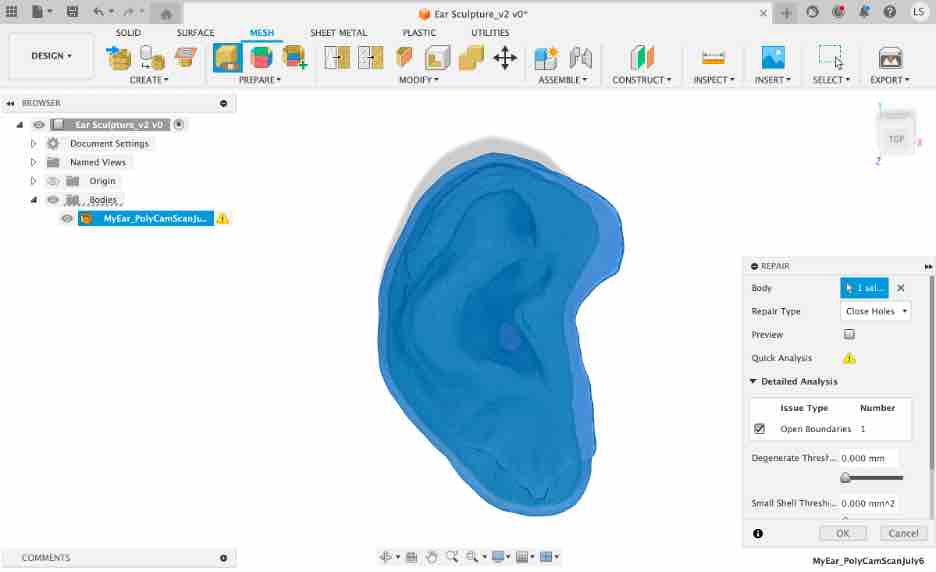 Ear Sculpture_v2 v0*
LS
DESIGN
SOLID SURFACE MESH SHEET METAL PLASTIC UTILITIES
CREATE PREPARE MODIFY ASSEMBLE CONSTRUCT INSPECT INSERT SELECT EXPORT
BROWSER
Ear Sculpture_v2 v0
Document Settings
Named Views
Origin
Bodies
MyEar_PolyCamScanJu...
TOP
Y
X
Z
REPAIR
Body 1 sel...
Repair Type Close Holes
Preview
Quick Analysis
Detailed Analysis
Issue Type Number
Open Boundaries 1
Degenerate Thresh... 0.000 mm
Small Shell Threshi... 0.000 mm^2
OK Cancel
COMMENTS
MyEar_PolyCamScanJuly6